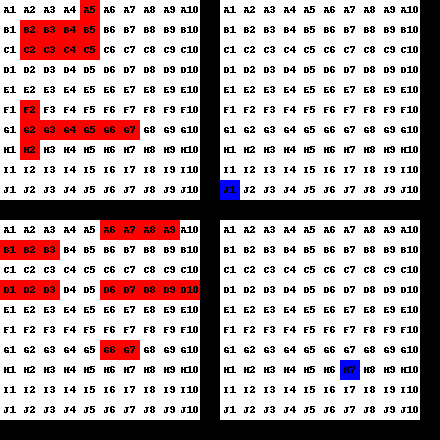 A1 A2 A3 A4 A5 A6 A7 A8 A9 A10
B1 B2 B3 B4 B5 B6 B7 B8 B9 B10
C1 C2 C3 C4 C5 C6 C7 C8 C9 C10
D1 D2 D3 D4 D5 D6 D7 D8 D9 D10
E1 E2 E3 E4 E5 E6 E7 E8 E9 E10
F1 F2 F3 F4 F5 F6 F7 F8 F9 F10
G1 G2 G3 G4 G5 G6 G7 G8 G9 G10
H1 H2 H3 H4 H5 H6 H7 H8 H9 H10
I1 I2 I3 I4 I5 I6 I7 I8 I9 I10
J1 J2 J3 J4 J5 J6 J7 J8 J9 J10
A1 A2 A3 A4 A5 A6 A7 A8 A9 A10
B1 B2 B3 B4 B5 B6 B7 B8 B9 B10
C1 C2 C3 C4 C5 C6 C7 C8 C9 C10
D1 D2 D3 D4 D5 D6 D7 D8 D9 D10
E1 E2 E3 E4 E5 E6 E7 E8 E9 E10
F1 F2 F3 F4 F5 F6 F7 F8 F9 F10
G1 G2 G3 G4 G5 G6 G7 G8 G9 G10
H1 H2 H3 H4 H5 H6 H7 H8 H9 H10
I1 I2 I3 I4 I5 I6 I7 I8 I9 I10
J1 J2 J3 J4 J5 J6 J7 J8 J9 J10
A1 A2 A3 A4 A5 A6 A7 A8 A9 A10
B1 B2 B3 B4 B5 B6 B7 B8 B9 B10
C1 C2 C3 C4 C5 C6 C7 C8 C9 C10
D1 D2 D3 D4 D5 D6 D7 D8 D9 D10
E1 E2 E3 E4 E5 E6 E7 E8 E9 E10
F1 F2 F3 F4 F5 F6 F7 F8 F9 F10
G1 G2 G3 G4 G5 G6 G7 G8 G9 G10
H1 H2 H3 H4 H5 H6 H7 H8 H9 H10
I1 I2 I3 I4 I5 I6 I7 I8 I9 I10
J1 J2 J3 J4 J5 J6 J7 J8 J9 J10
A1 A2 A3 A4 A5 A6 A7 A8 A9 A10
B1 B2 B3 B4 B5 B6 B7 B8 B9 B10
C1 C2 C3 C4 C5 C6 C7 C8 C9 C10
D1 D2 D3 D4 D5 D6 D7 D8 D9 D10
E1 E2 E3 E4 E5 E6 E7 E8 E9 E10
F1 F2 F3 F4 F5 F6 F7 F8 F9 F10
G1 G2 G3 G4 G5 G6 G7 G8 G9 G10
H1 H2 H3 H4 H5 H6 H7 H8 H9 H10
I1 I2 I3 I4 I5 I6 I7 I8 I9 I10
J1 J2 J3 J4 J5 J6 J7 J8 J9 J10